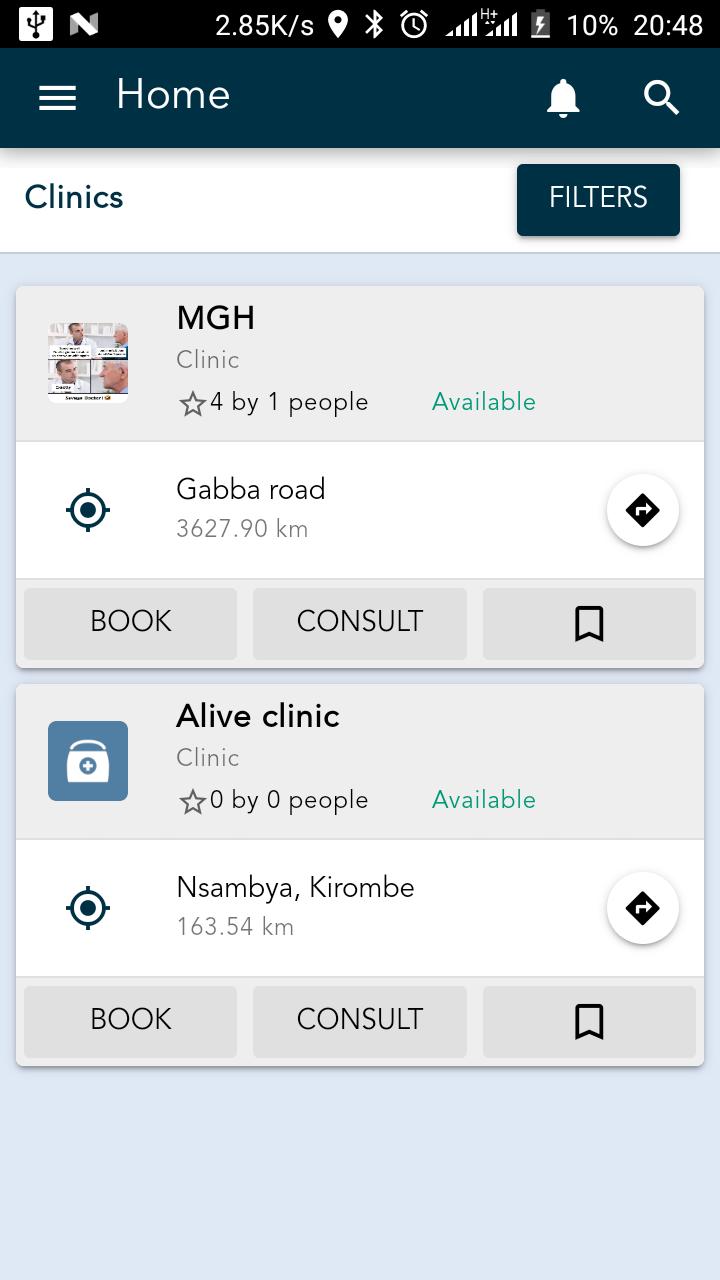 2.85K/s H+ 10% 20:48
Home
Clinics
FILTERS
MGH
Clinic
4 by 1 people Available
Gabba road
3627.90 km
BOOK CONSULT
Alive clinic
Clinic
0 by 0 people Available
Nsambya, Kirombe
163.54 km
BOOK CONSULT